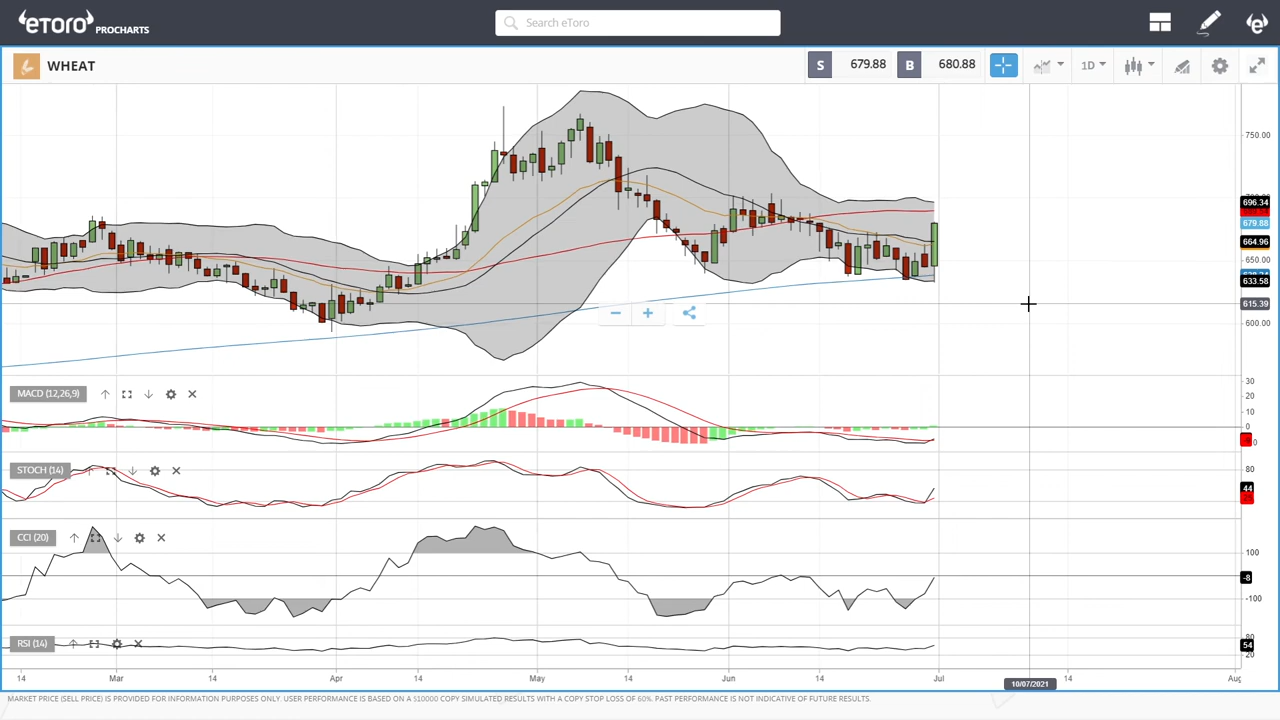 eToro PROCHARTS
Search eToro
WHEAT
S 679.88 B 680.88
1D
750.00
696.34
679.88
664.96
650.00
633.58
615.39
600.00
MACD (12,26,9)
30
20
10
0
STOCH (14)
80
44
25
CCI (20)
100
-8
-100
RSI (14)
80
54
20
14 Mar 14 Apr 14 May 14 Jun 14 Jul 14 Aug
10/07/2021
MARKET PRICE (SELL PRICE) IS PROVIDED FOR INFORMATION PURPOSES ONLY. USER PERFORMANCE IS BASED ON A $10000 COPY SIMULATED RESULTS WITH A COPY STOP LOSS OF 60%. PAST PERFORMANCE IS NOT INDICATIVE OF FUTURE RESULTS.